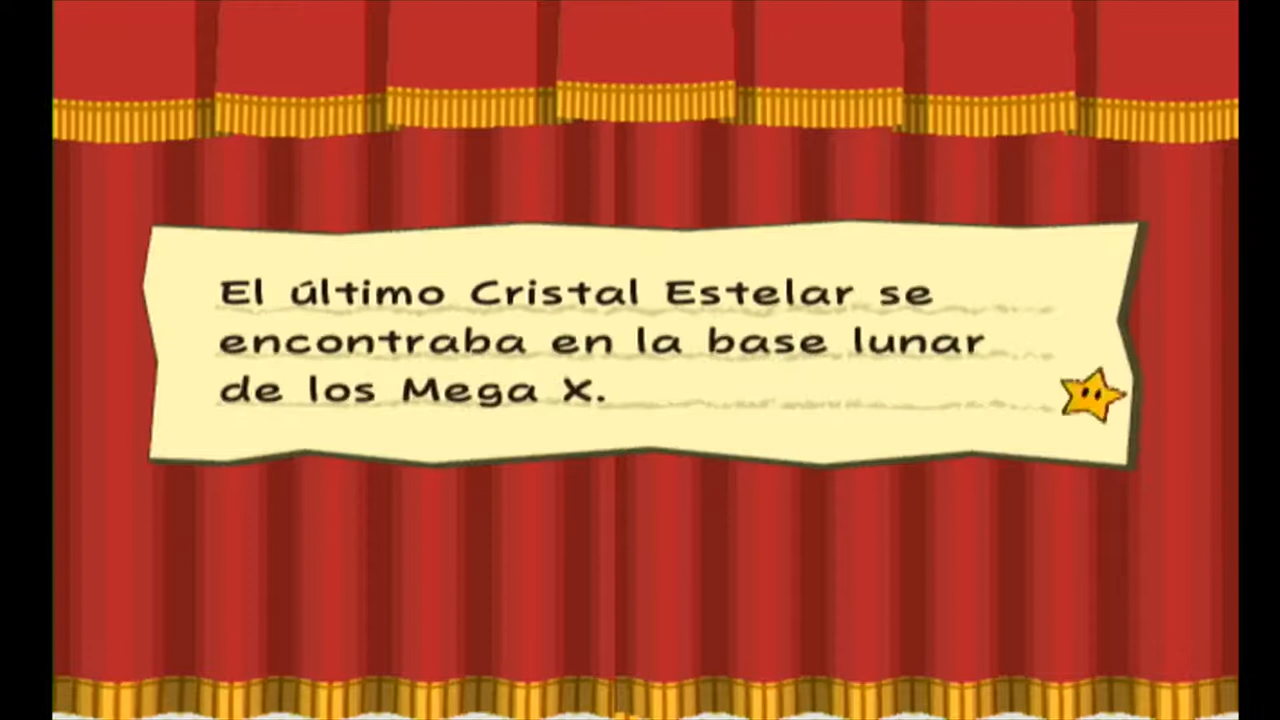 El último Cristal Estelar se
encontraba en la base lunar
de los Mega X.